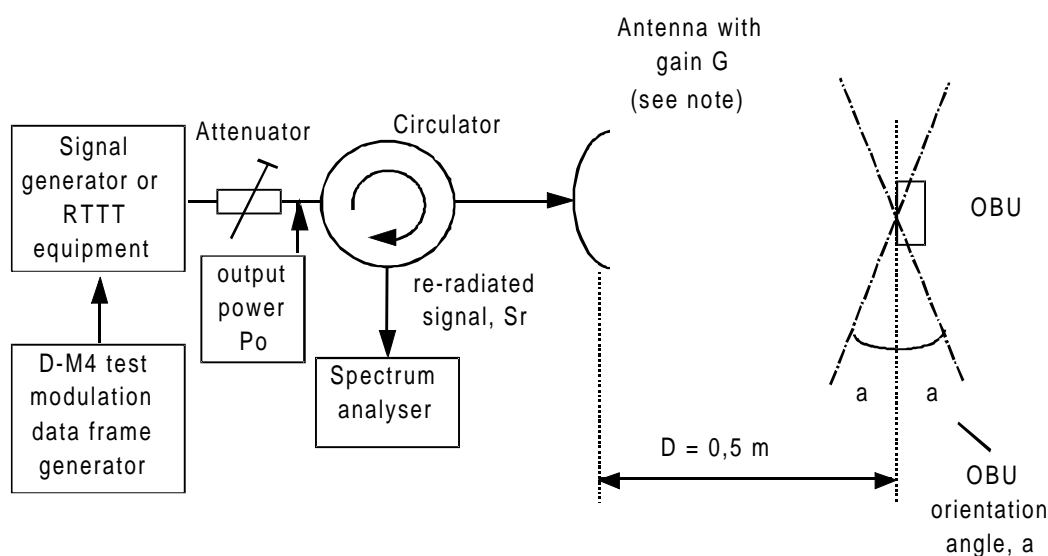 Antenna with
gain G
(see note)
Attenuator
Circulator
Signal
generator or
RTTT
equipment
OBU
output
power
Po
re-radiated
signal, Sr
D-M4 test
modulation
data frame
generator
Spectrum
analyser
a
a
D = 0,5 m
OBU
orientation
angle, a